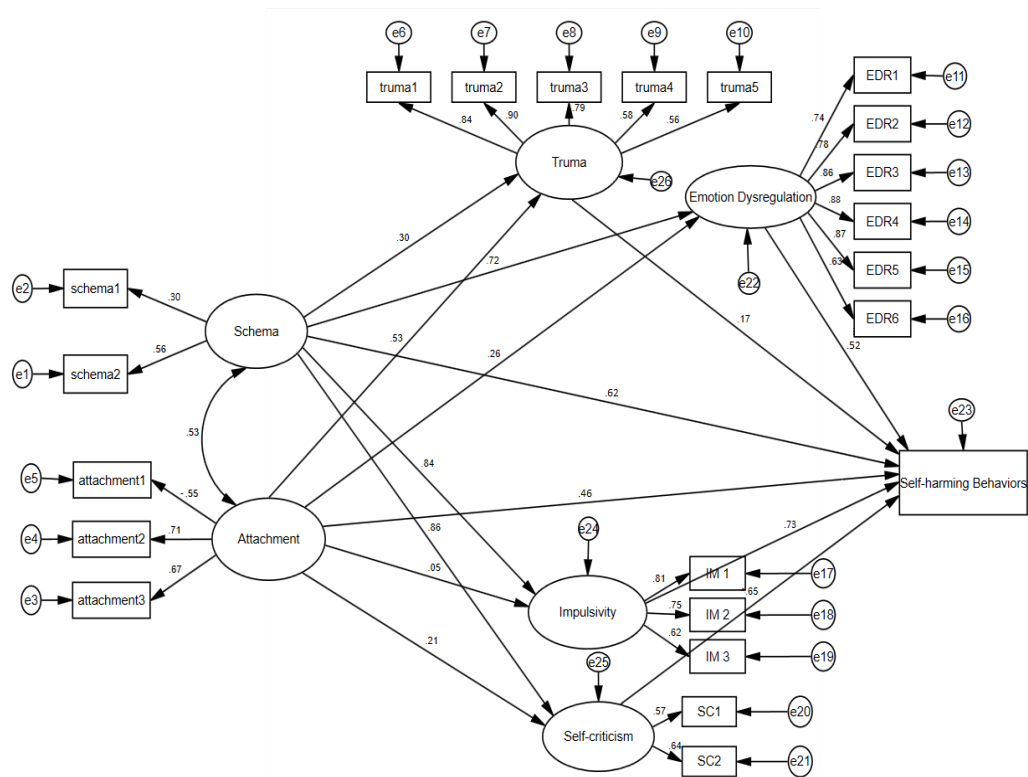 e6 e7 e8 e9 e10
truma1 truma2 truma3 truma4 truma5
.84 .90 .79 .58 .56
Truma
e26
EDR1 e11
.74
EDR2 e12
.78
EDR3 e13
.86
Emotion Dysregulation
.88
EDR4 e14
.87
EDR5 e15
.63
EDR6 e16
e22
.30
.72
.53
.26
.17
.52
e2 schema1
.30
Schema
e1 schema2
.56
.62
.53
e23
Self-harming Behaviors
e5 attachment1
-.55
e4 attachment2
.71
Attachment
e3 attachment3
.67
.84
.86
.46
.73
.05
.21
.65
e24
Impulsivity
.81
IM 1 e17
.75
IM 2 e18
.62
IM 3 e19
e25
Self-criticism
.57
SC1 e20
.64
SC2 e21